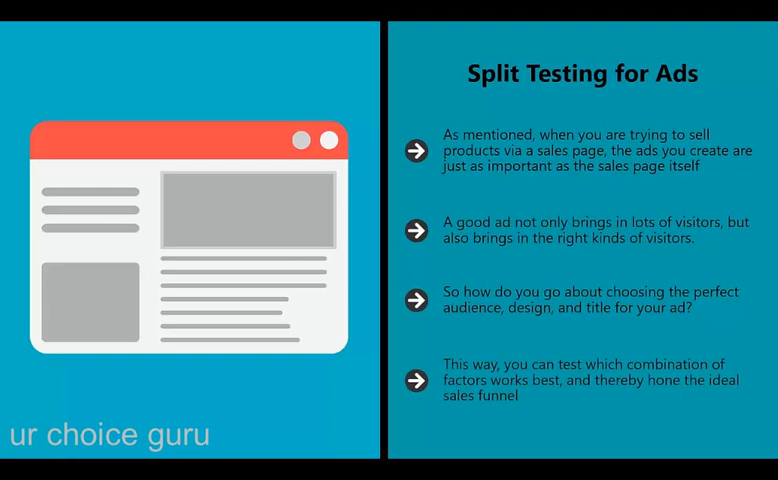 Split Testing for Ads
As mentioned, when you are trying to sell
products via a sales page, the ads you create are
just as important as the sales page itself
A good ad not only brings in lots of visitors, but
also brings in the right kinds of visitors.
So how do you go about choosing the perfect
audience, design, and title for your ad?
This way, you can test which combination of
factors works best, and thereby hone the ideal
sales funnel
ur choice guru